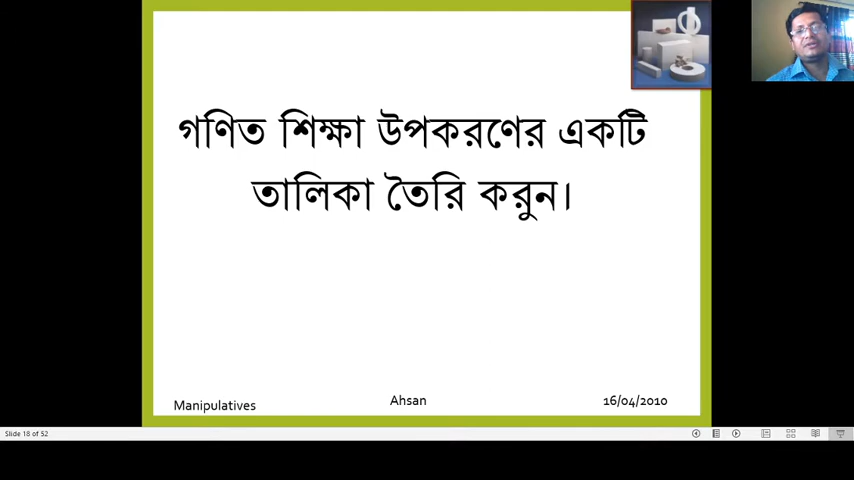 গণিত শিক্ষা উপকরণের একটি
তালিকা তৈরি করুন।
Manipulatives
Ahsan
16/04/2010
Slide 18 of 52